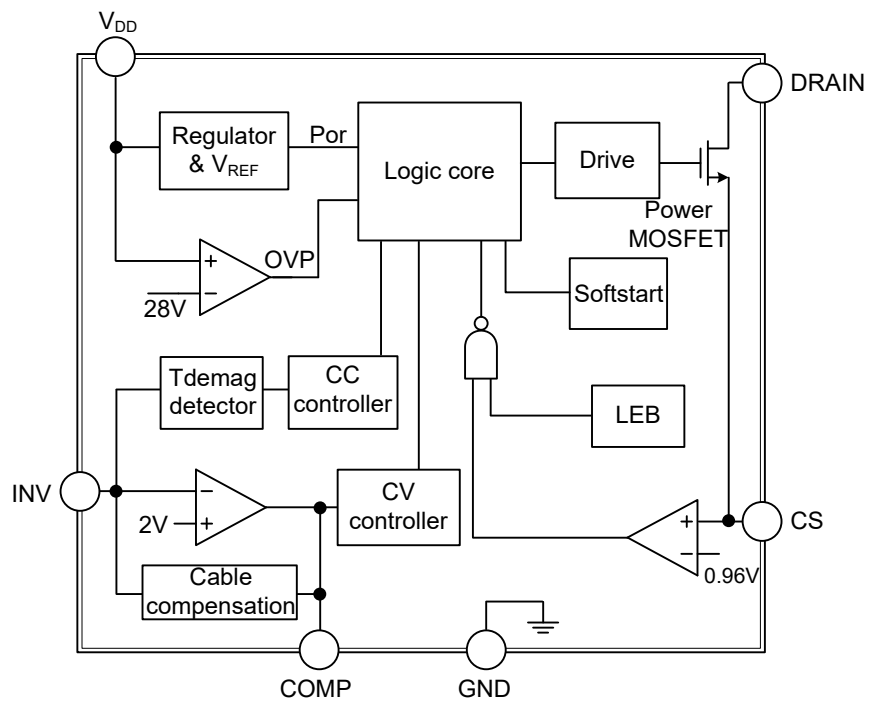 VDD
DRAIN
Regulator
& VREF
Por
Logic core
Drive
Power
MOSFET
+
OVP
−
28V
Softstart
Tdemag
detector
CC
controller
LEB
INV
−
2V
+
CV
controller
+
CS
−
0.96V
Cable
compensation
COMP
GND